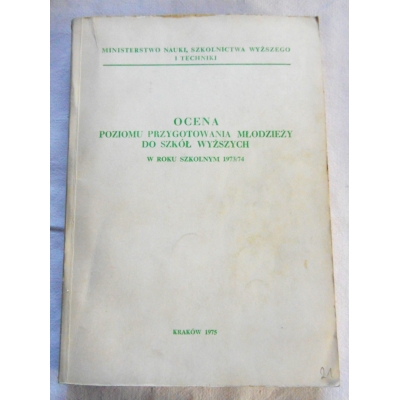 MINISTERSTWO NAUKI, SZKOLNICTWA WYŻSZEGO
I TECHNIKI
OCENA
POZIOMU PRZYGOTOWANIA MŁODZIEŻY
DO SZKÓŁ WYŻSZYCH
W ROKU SZKOLNYM 1973/74
KRAKÓW 1975